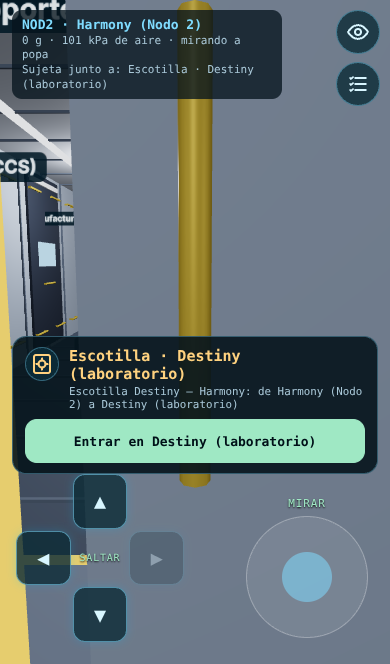 NOD2 · Harmony (Nodo 2)
0 g · 101 kPa de aire · mirando a
popa
Sujeta junto a: Escotilla · Destiny
(laboratorio)
CCS)
ufactur
Escotilla · Destiny
(laboratorio)
Escotilla Destiny — Harmony: de Harmony (Nodo
2) a Destiny (laboratorio)
Entrar en Destiny (laboratorio)
SALTAR
MIRAR